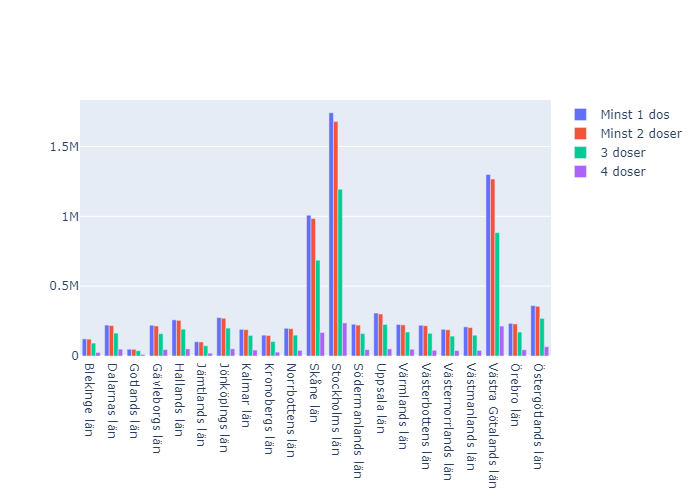 Minst 1 dos
Minst 2 doser
3 doser
4 doser
1.5M
1M
0.5M
0
Blekinge län
Dalarnas län
Gotlands län
Gävleborgs län
Hallands län
Jämtlands län
Jönköpings län
Kalmar län
Kronobergs län
Norrbottens län
Skåne län
Stockholms län
Södermanlands län
Uppsala län
Värmlands län
Västerbottens län
Västernorrlands län
Västmanlands län
Västra Götalands län
Örebro län
Östergötlands län